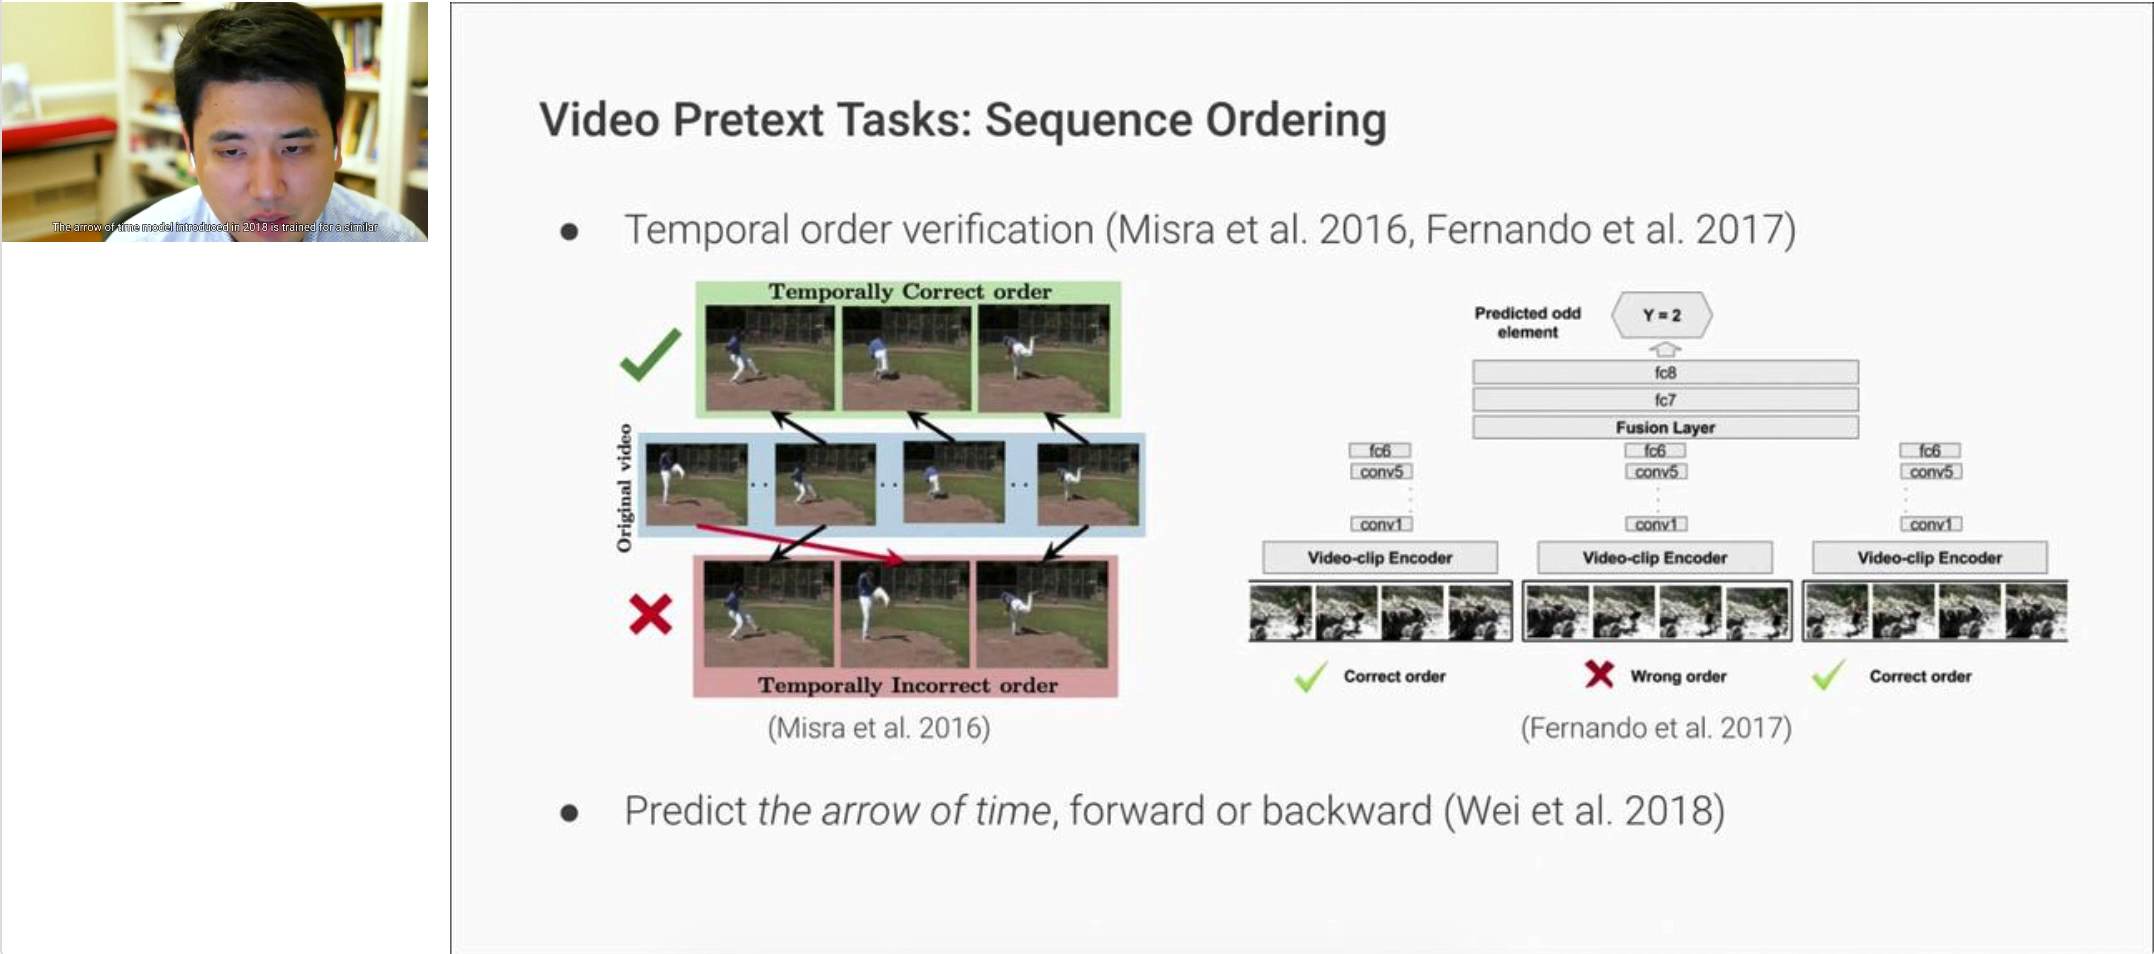 The arrow of time model introduced in 2018 is trained for a similar
Video Pretext Tasks: Sequence Ordering
● Temporal order verification (Misra et al. 2016, Fernando et al. 2017)
Temporally Correct order
Original video
Temporally Incorrect order
(Misra et al. 2016)
Predicted odd
element
Y = 2
fc8
fc7
Fusion Layer
fc6 fc6 fc6
conv5 conv5 conv5
conv1 conv1 conv1
Video-clip Encoder Video-clip Encoder Video-clip Encoder
Correct order Wrong order Correct order
(Fernando et al. 2017)
● Predict the arrow of time, forward or backward (Wei et al. 2018)